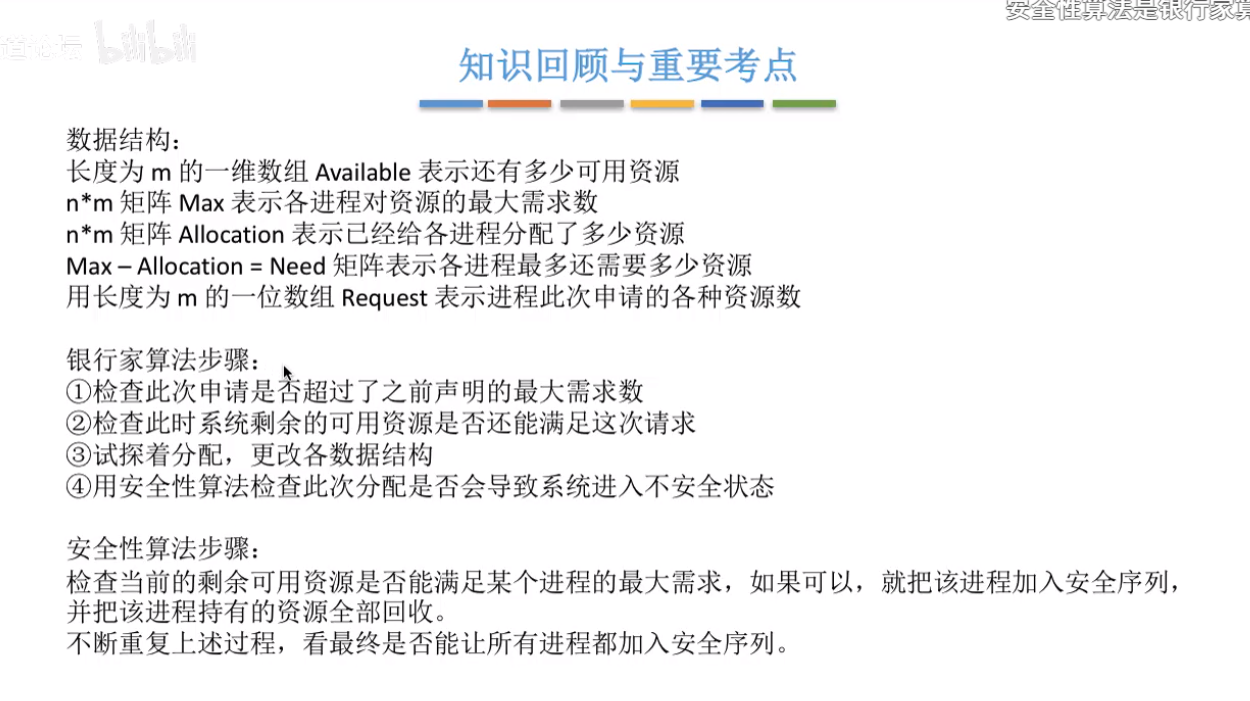 安全性算法是银行家算
道论坛 bilibili
知识回顾与重要考点
数据结构：
长度为 m 的一维数组 Available 表示还有多少可用资源
n*m 矩阵 Max 表示各进程对资源的最大需求数
n*m 矩阵 Allocation 表示已经给各进程分配了多少资源
Max – Allocation = Need 矩阵表示各进程最多还需要多少资源
用长度为 m 的一位数组 Request 表示进程此次申请的各种资源数
银行家算法步骤：
①检查此次申请是否超过了之前声明的最大需求数
②检查此时系统剩余的可用资源是否还能满足这次请求
③试探着分配，更改各数据结构
④用安全性算法检查此次分配是否会导致系统进入不安全状态
安全性算法步骤：
检查当前的剩余可用资源是否能满足某个进程的最大需求，如果可以，就把该进程加入安全序列，
并把该进程持有的资源全部回收。
不断重复上述过程，看最终是否能让所有进程都加入安全序列。